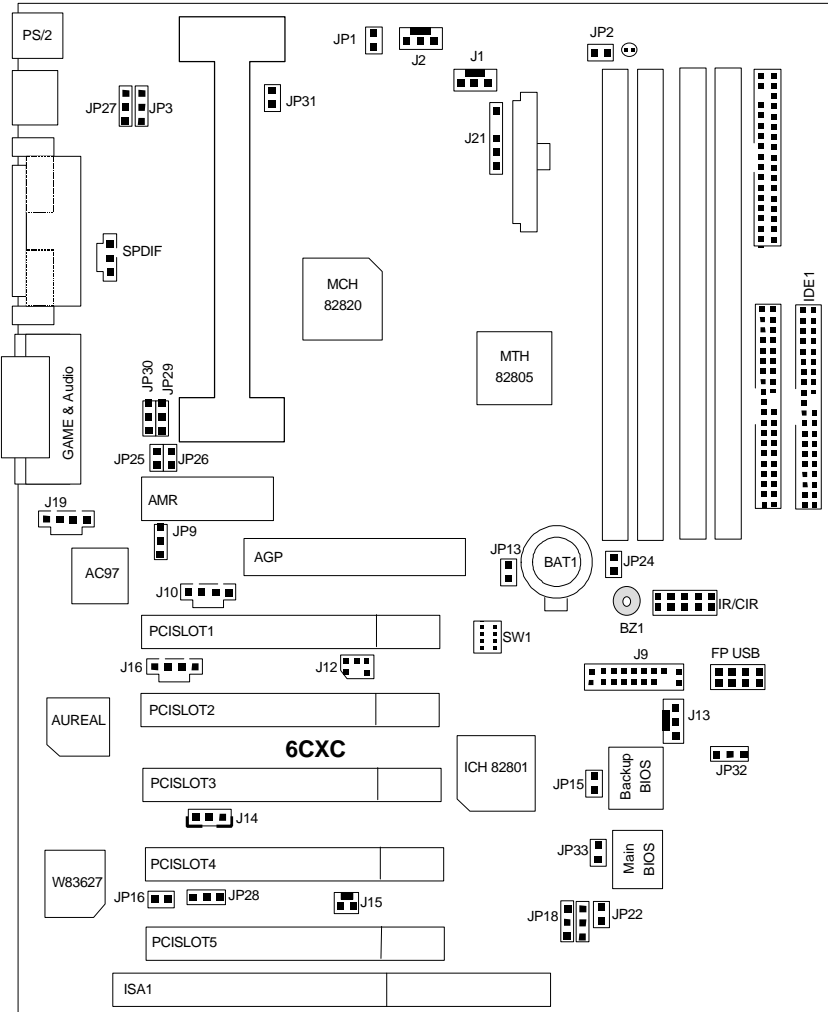 PS/2
JP1
J2
JP2
J1
JP27
JP3
JP31
J21
SPDIF
MCH
82820
IDE1
MTH
82805
JP30
JP29
GAME & Audio
JP25
JP26
AMR
J19
JP9
AGP
JP13
BAT1
JP24
AC97
J10
IR/CIR
BZ1
PCISLOT1
SW1
J16
J12
J9
FP USB
PCISLOT2
AUREAL
J13
6CXC
ICH 82801
JP32
PCISLOT3
JP15
Backup
BIOS
J14
JP33
Main
BIOS
PCISLOT4
W83627
JP16
JP28
J15
JP18
JP22
PCISLOT5
ISA1